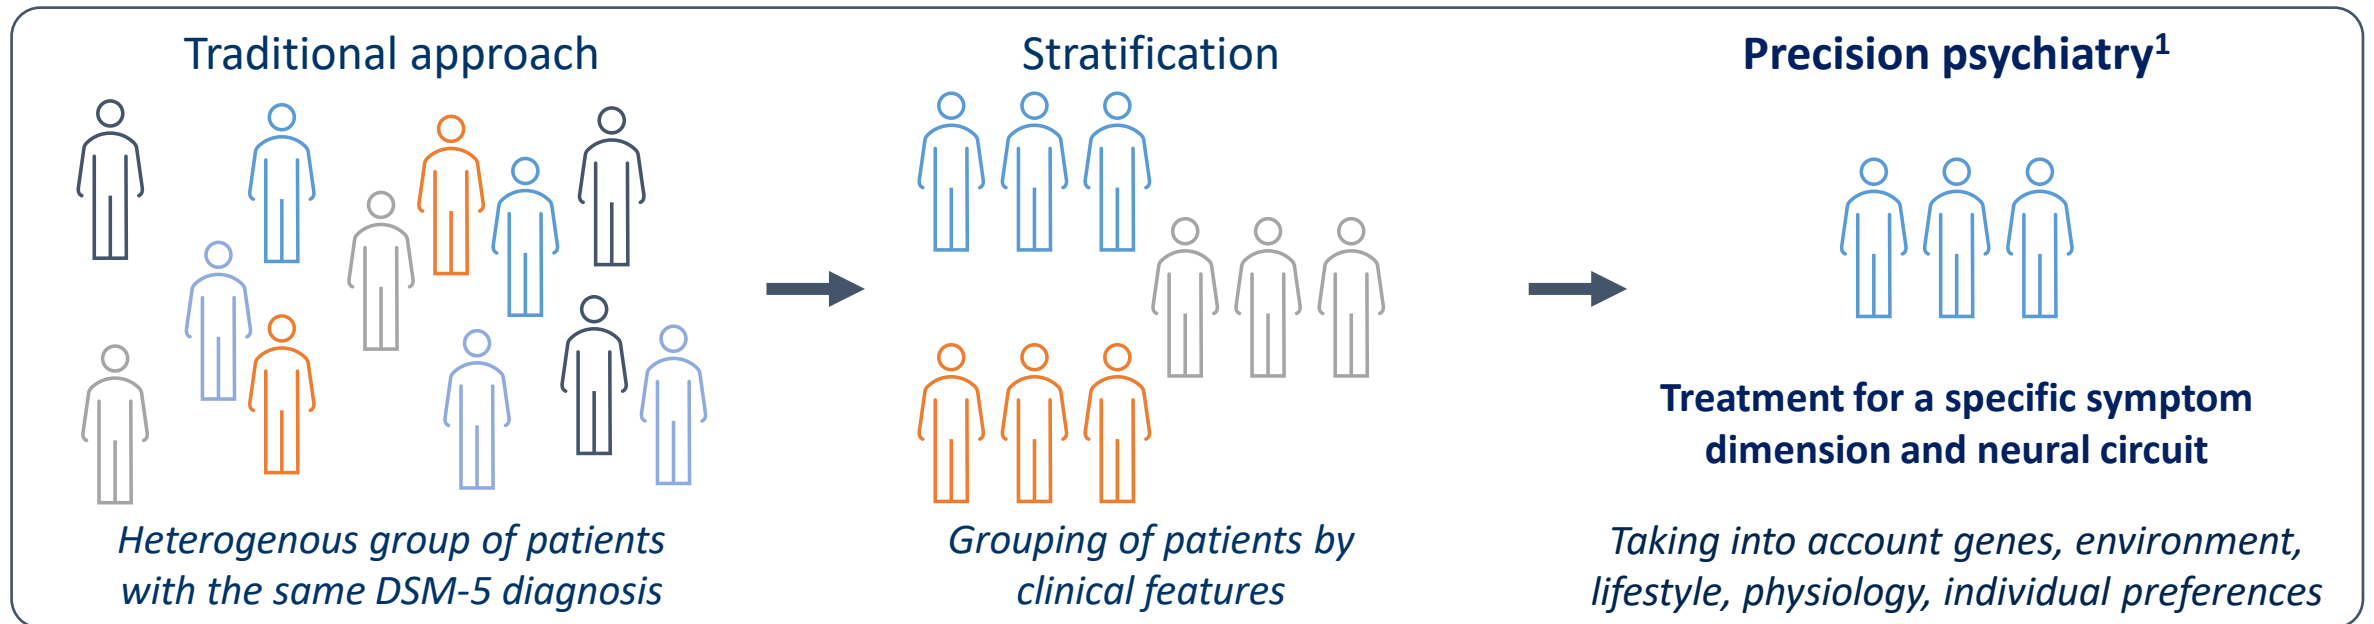 Traditional approach
Heterogenous group of patients
with the same DSM-5 diagnosis
Stratification
Grouping of patients by
clinical features
Precision psychiatry¹
Treatment for a specific symptom
dimension and neural circuit
Taking into account genes, environment,
lifestyle, physiology, individual preferences